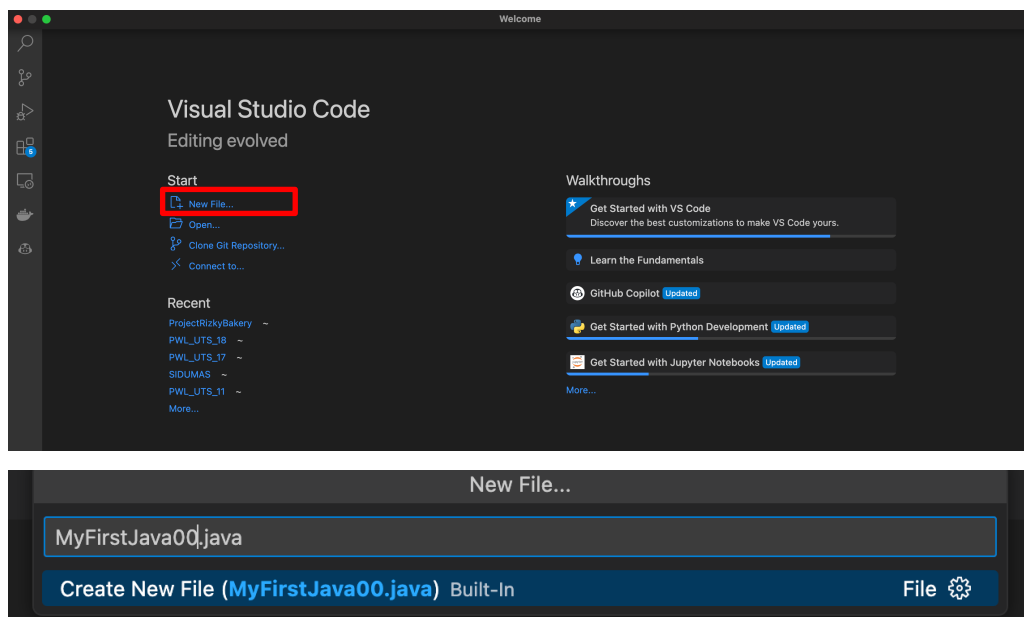 Welcome
Visual Studio Code
Editing evolved
Start
New File...
Open...
Clone Git Repository...
Connect to...
Recent
ProjectRizkyBakery ~
PWL_UTS_18 ~
PWL_UTS_17 ~
SIDUMAS ~
PWL_UTS_11 ~
More...
Walkthroughs
Get Started with VS Code
Discover the best customizations to make VS Code yours.
Learn the Fundamentals
GitHub Copilot Updated
Get Started with Python Development Updated
Get Started with Jupyter Notebooks Updated
More...
5
New File...
MyFirstJava00.java
Create New File (MyFirstJava00.java) Built-In File